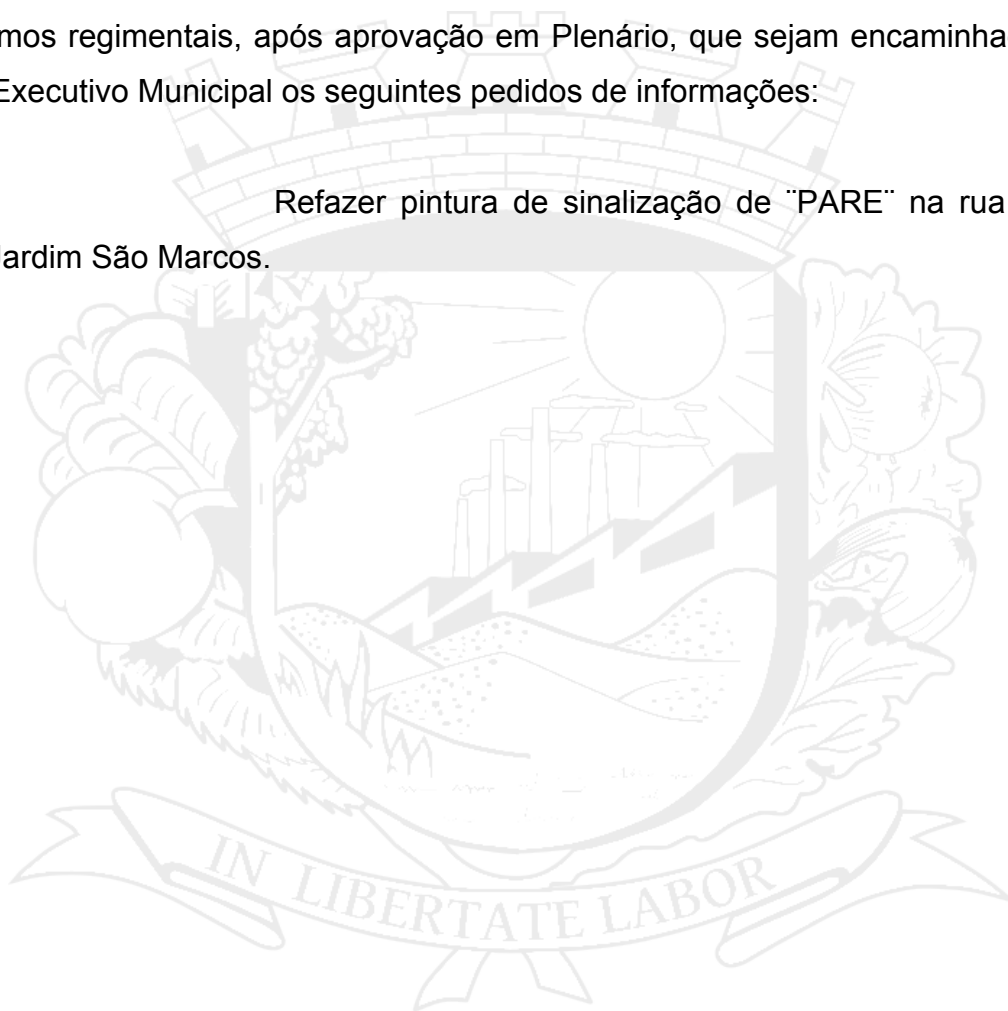 mos regimentais, após aprovação em Plenário, que sejam encaminha
Executivo Municipal os seguintes pedidos de informações:
Refazer pintura de sinalização de ¨PARE¨ na rua
Jardim São Marcos.
IN LIBERTATE LABOR